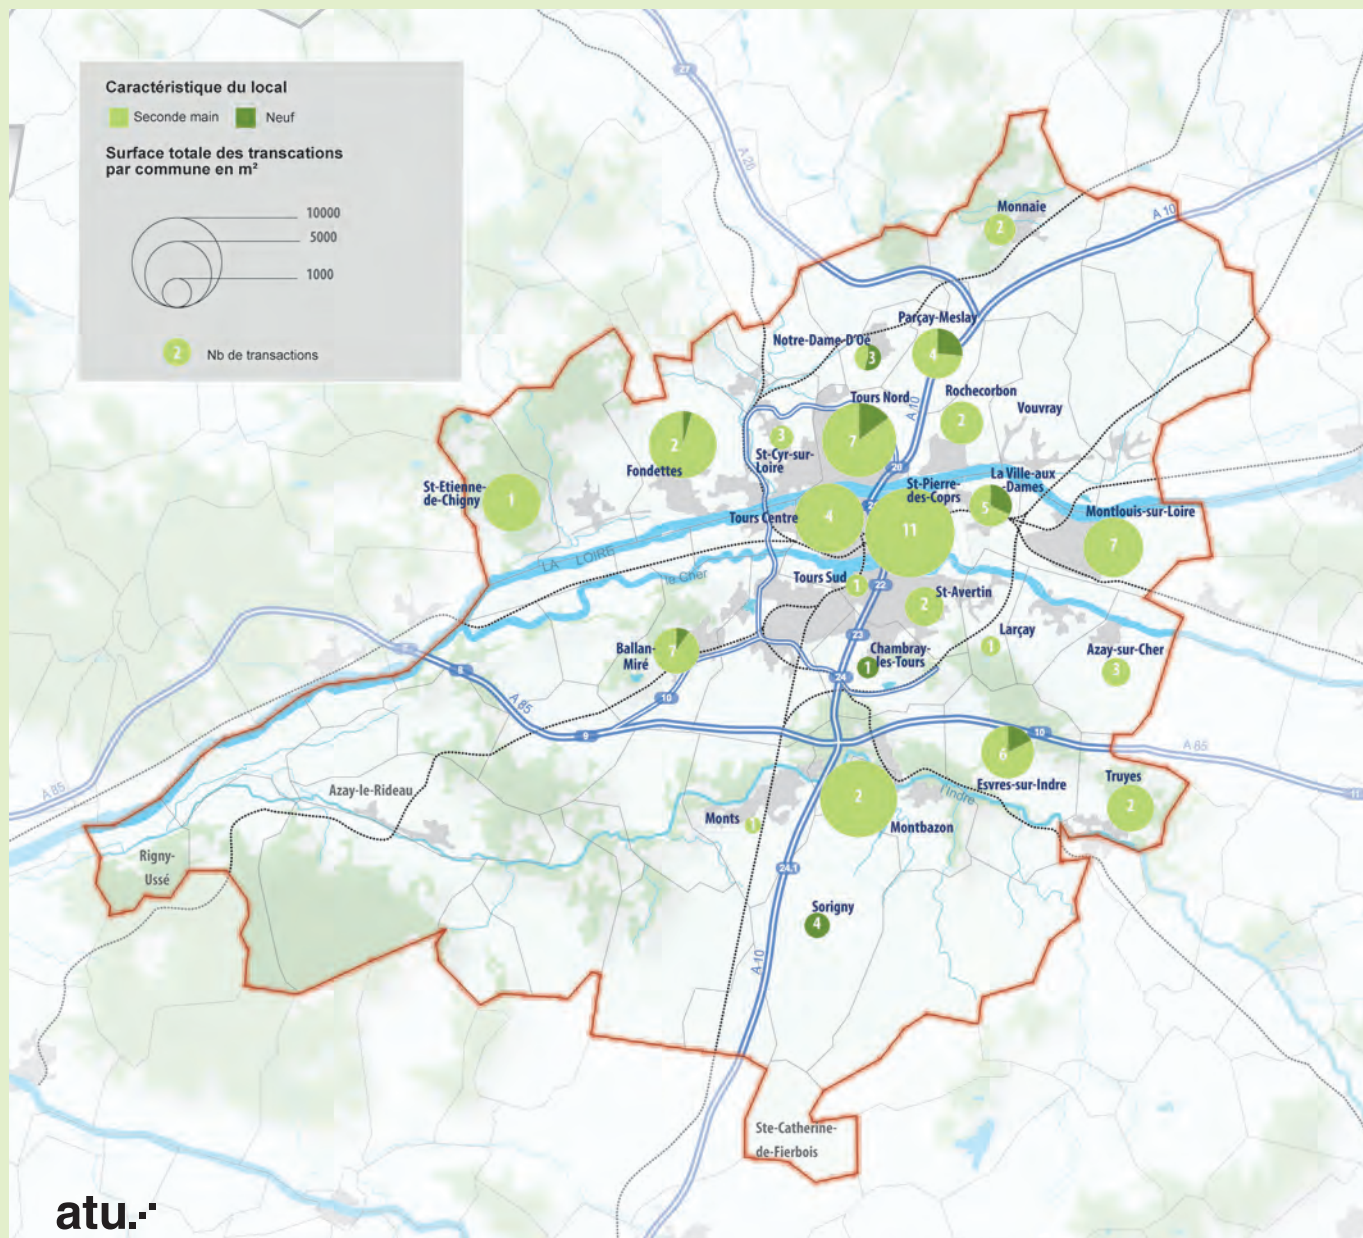 Caractéristique du local
Seconde main
Neuf
Surface totale des transcations
par commune en m²
10000
5000
1000
2
Nb de transactions
27
A 28
A 10
Monnaie
2
Parçay-Meslay
4
Notre-Dame-D'Oé
3
A 10
Tours Nord
7
Rochecorbon
2
Vouvray
Fondettes
2
3
St-Cyr-sur-
Loire
20
La Ville-aux
-Dames
5
St-Etienne-
de-Chigny
1
St-Pierre-
des-Coprs
11
Tours Centre
4
Montlouis-sur-Loire
7
LA LOIRE
le Cher
Tours Sud
1
22
St-Avertin
2
23
Larçay
1
Ballan-
Miré
7
Chambray-
les-Tours
1
Azay-sur-Cher
3
24
8
10
A 85
9
10
A 85
11
A 85
6
Esvres-sur-Indre
Truyes
2
l'Indre
Azay-le-Rideau
Monts
1
2
Montbazon
Rigny-
Ussé
24.1
Sorigny
4
A 10
Ste-Catherine-
de-Fierbois
atu.